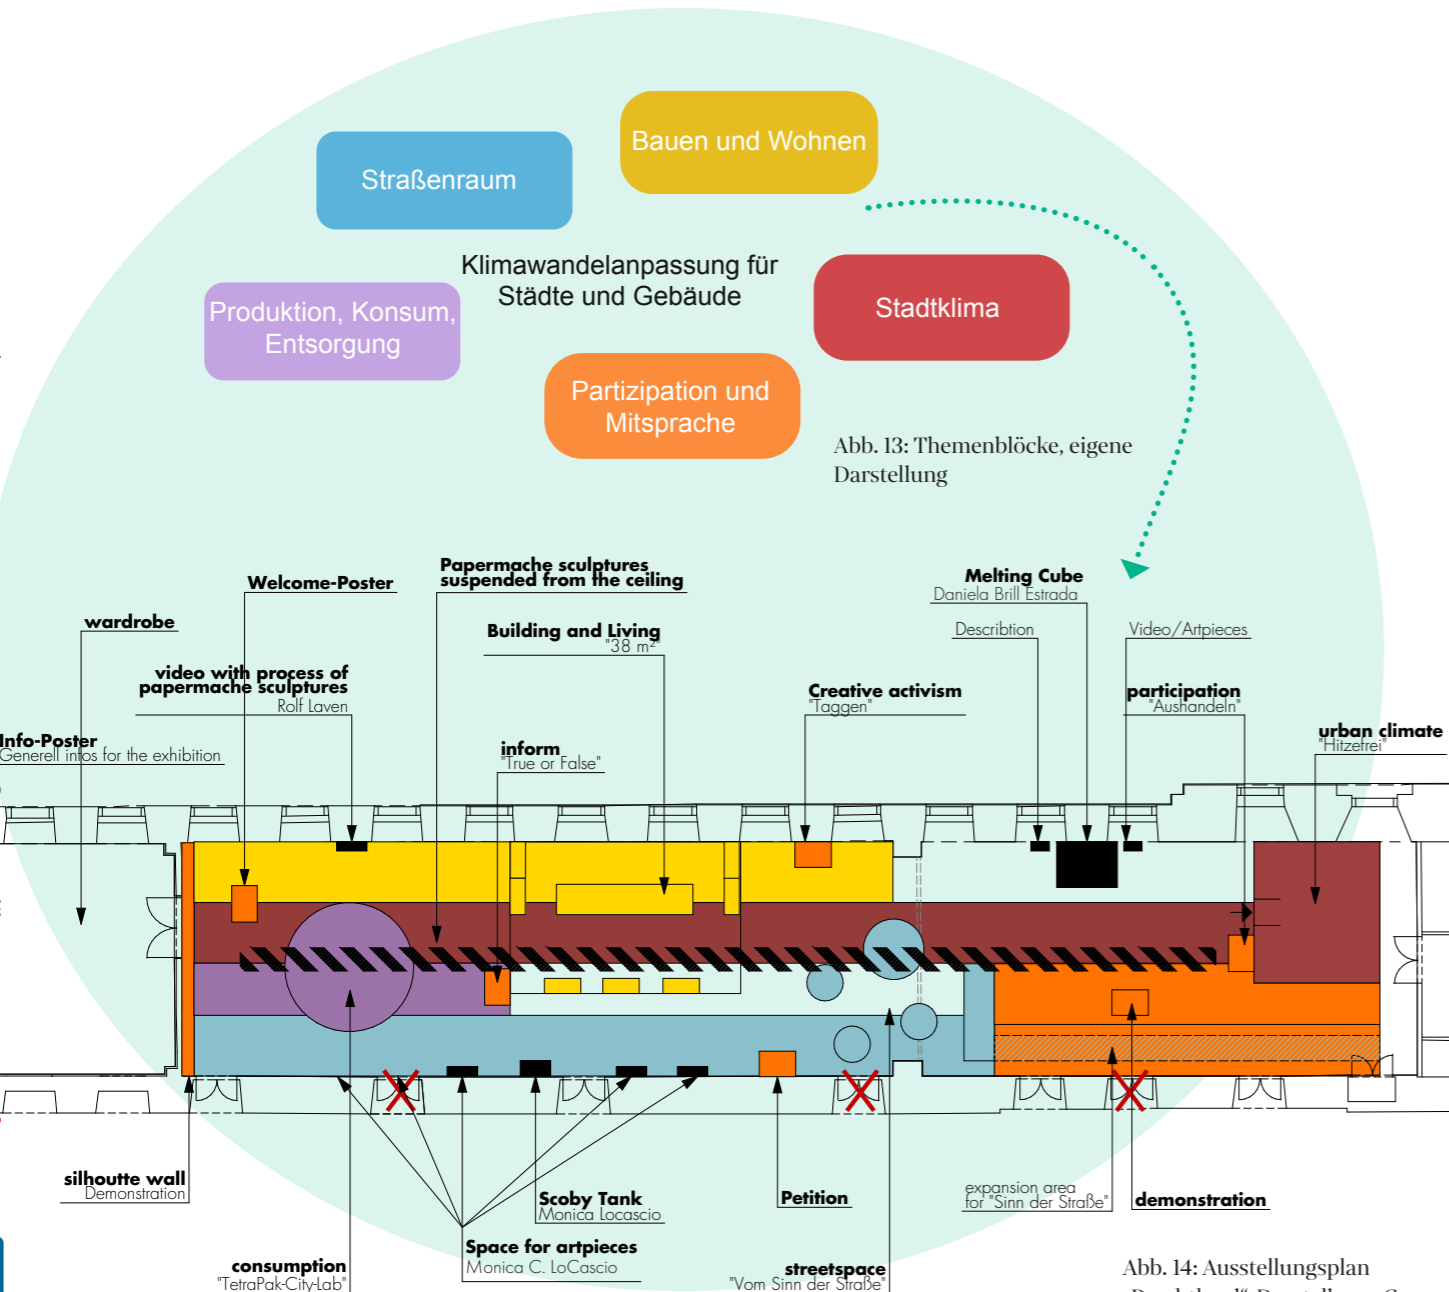 Bauen und Wohnen
Straßenraum
Klimawandelanpassung für
Städte und Gebäude
Stadtklima
Produktion, Konsum,
Entsorgung
Partizipation und
Mitsprache
Abb. 13: Themenblöcke, eigene
Darstellung
Welcome-Poster
Papermache sculptures
suspended from the ceiling
Melting Cube
Daniela Brill Estrada
wardrobe
Building and Living
"38 m²"
Describtion
Video/Artpieces
video with process of
papermache sculptures
Rolf Laven
Creative activism
"Taggen"
participation
"Aushandeln"
Info-Poster
Generell infos for the exhibition
inform
"True or False"
urban climate
"Hitzefrei"
silhoutte wall
Demonstration
Scoby Tank
Monica Locascio
Petition
expansion area
for "Sinn der Straße"
demonstration
Space for artpieces
Monica C. LoCascio
consumption
"TetraPak-City-Lab"
streetspace
"Vom Sinn der Straße"
Abb. 14: Ausstellungsplan